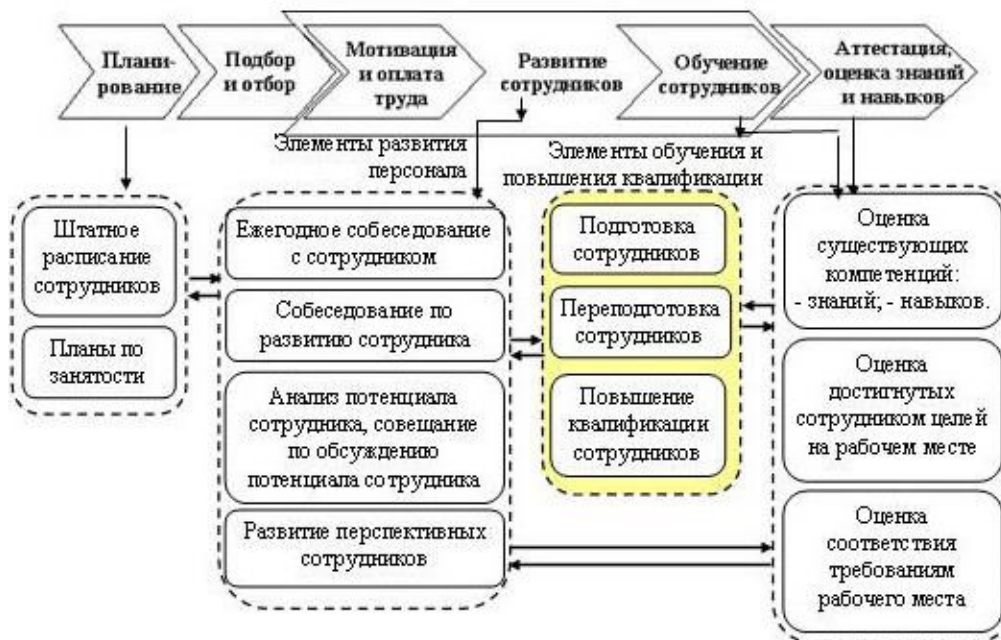 Плани-
рование
Подбор
и отбор
Мотивация
и оплата
труда
Развитие
сотрудников
Обучение
сотрудников
Аттестация,
оценка знаний
и навыков
Элементы развития
персонала
Элементы обучения и
повышения квалификации
Штатное
расписание
сотрудников
Планы по
занятости
Ежегодное собеседование
с сотрудником
Собеседование по
развитию сотрудника
Анализ потенциала
сотрудника, совещание
по обсуждению
потенциала сотрудника
Развитие перспективных
сотрудников
Подготовка
сотрудников
Переподготовка
сотрудников
Повышение
квалификации
сотрудников
Оценка
существующих
компетенций:
- знаний; - навыков.
Оценка
достигнутых
сотрудником целей
на рабочем месте
Оценка
соответствия
требованиям
рабочего места